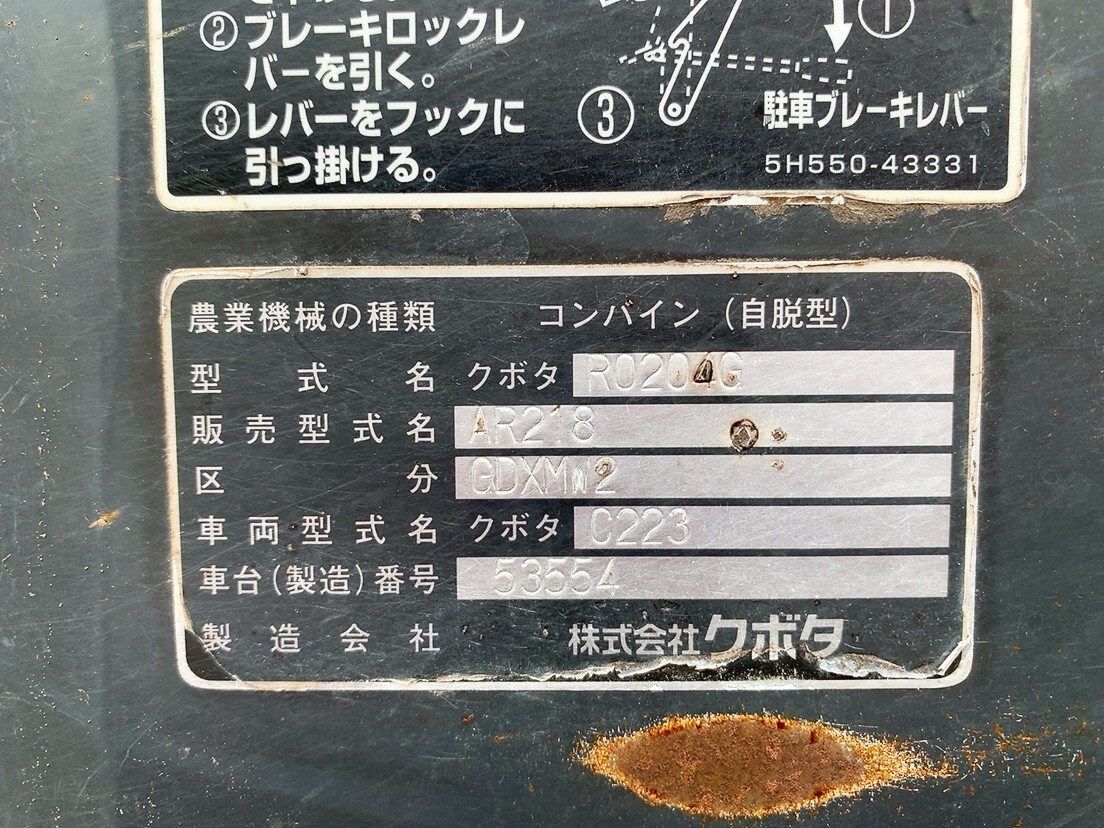 ②ブレーキロックレ
バーを引く。
③レバーをフックに
引っ掛ける。
①
③
駐車ブレーキレバー
5H550-43331
農業機械の種類 コンバイン（自脱型）
型式名 クボタ R0204G
販売型式名 AR218
区分 GDXMW2
車両型式名 クボタ C223
車台(製造)番号 53554
製造会社 株式会社クボタ